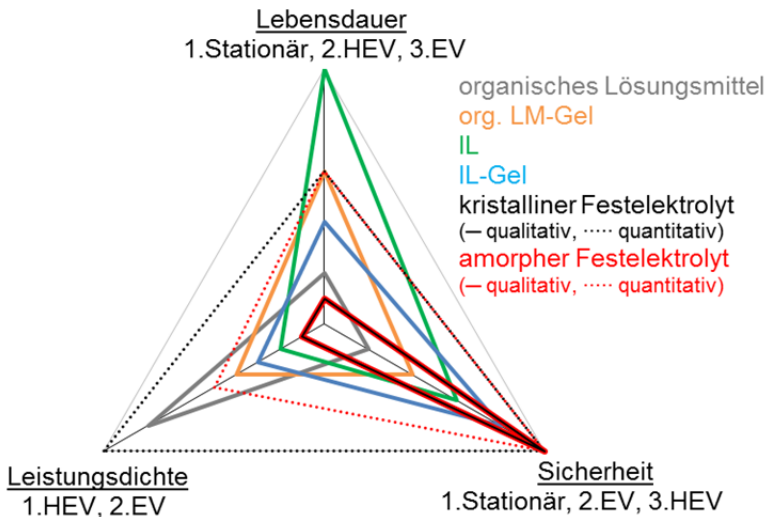 Lebensdauer
1.Stationär, 2.HEV, 3.EV
organisches Lösungsmittel
org. LM-Gel
IL
IL-Gel
kristalliner Festelektrolyt
(– qualitativ, ····· quantitativ)
amorpher Festelektrolyt
(– qualitativ, ····· quantitativ)
Leistungsdichte
1.HEV, 2.EV
Sicherheit
1.Stationär, 2.EV, 3.HEV